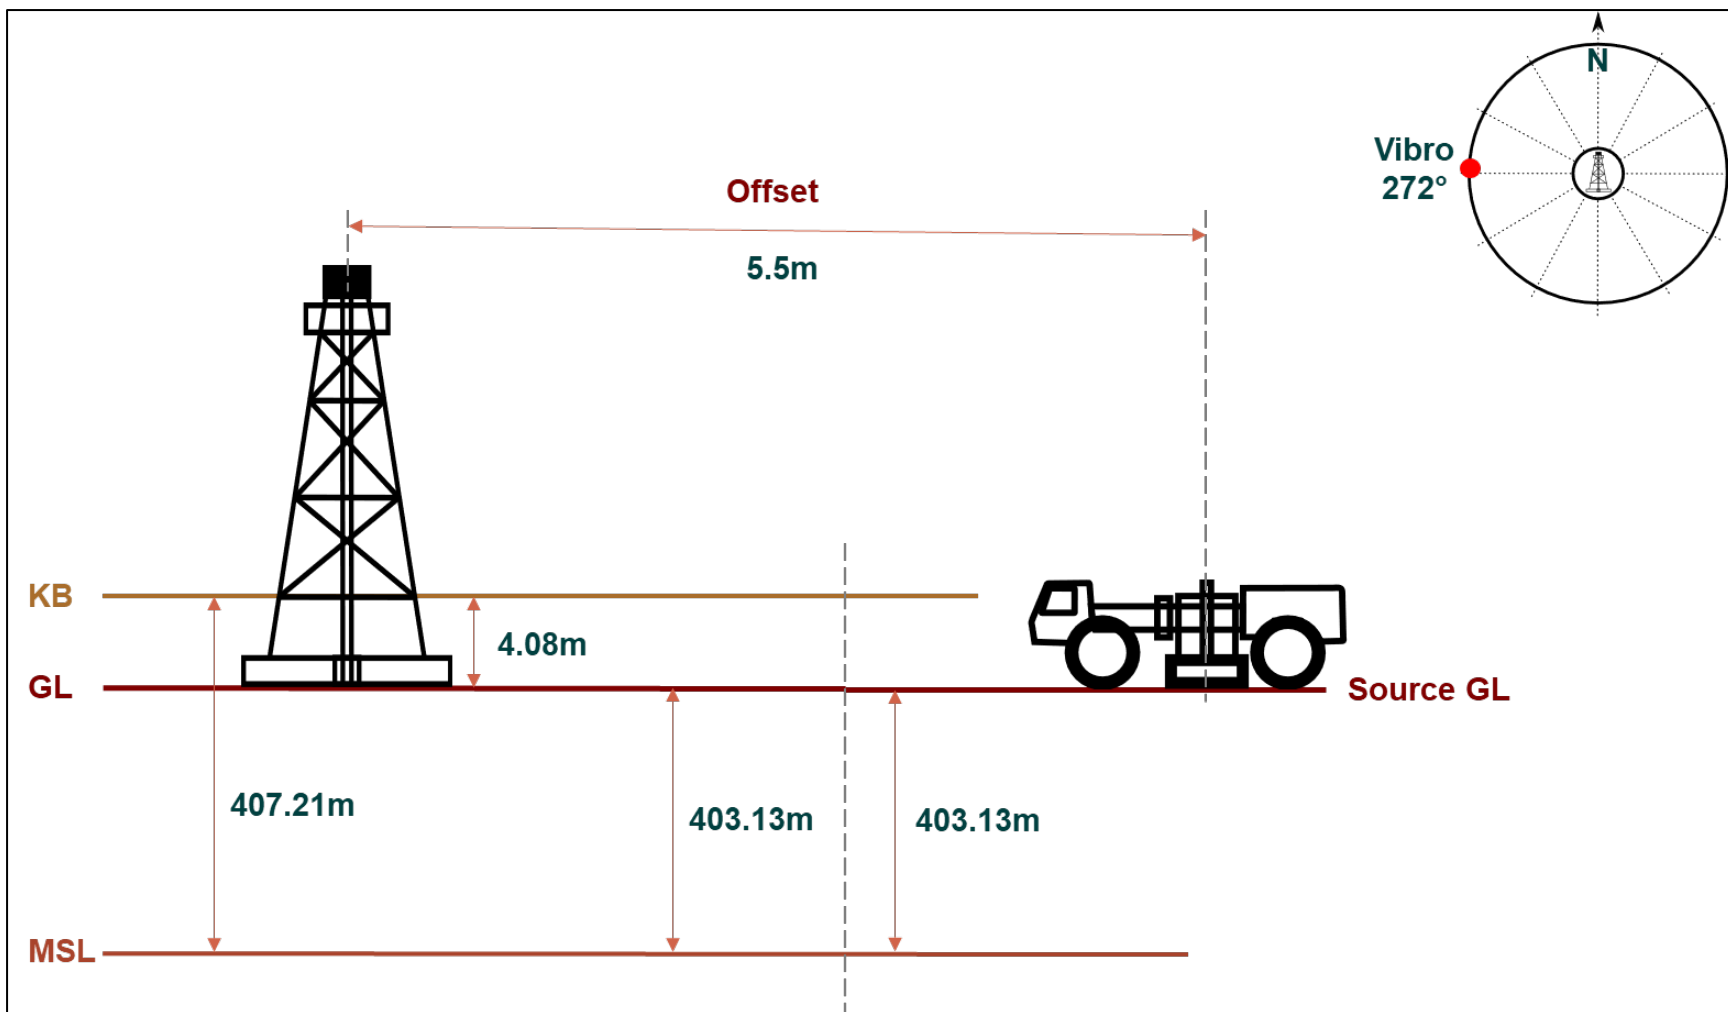 N
Vibro
272°
Offset
5.5m
KB
4.08m
GL
Source GL
407.21m
403.13m
403.13m
MSL